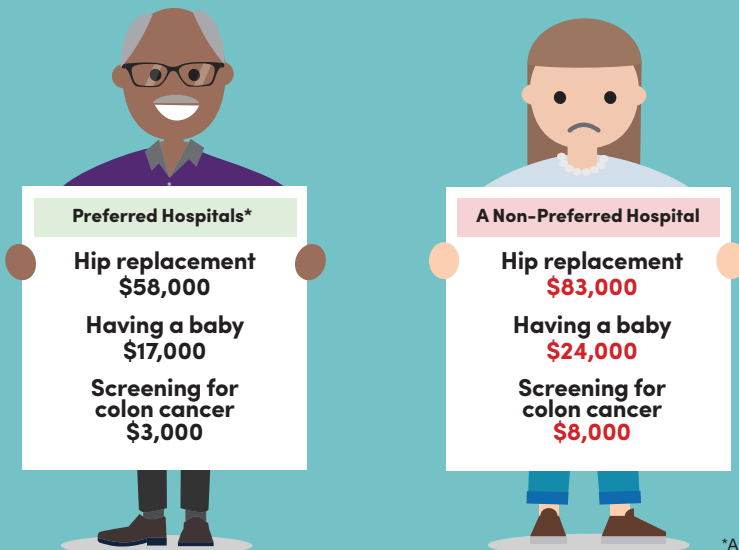 Preferred Hospitals*
Hip replacement
$58,000
Having a baby
$17,000
Screening for
colon cancer
$3,000
A Non-Preferred Hospital
Hip replacement
$83,000
Having a baby
$24,000
Screening for
colon cancer
$8,000